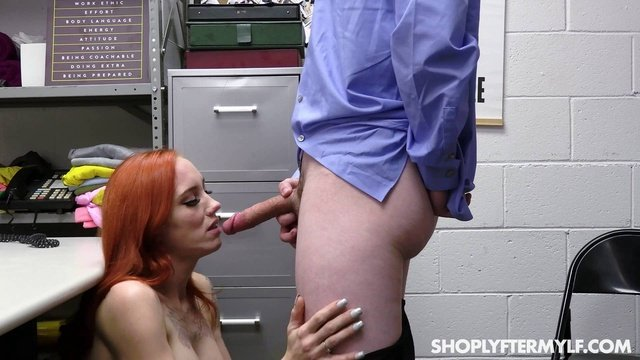 WORK ETHIC
EFFORT
BODY LANGUAGE
ENERGY
ATTITUDE
PASSION
BEING COACHABLE
DOING EXTRA
BEING PREPARED
E
SHOPLYFTERMYLF.COM